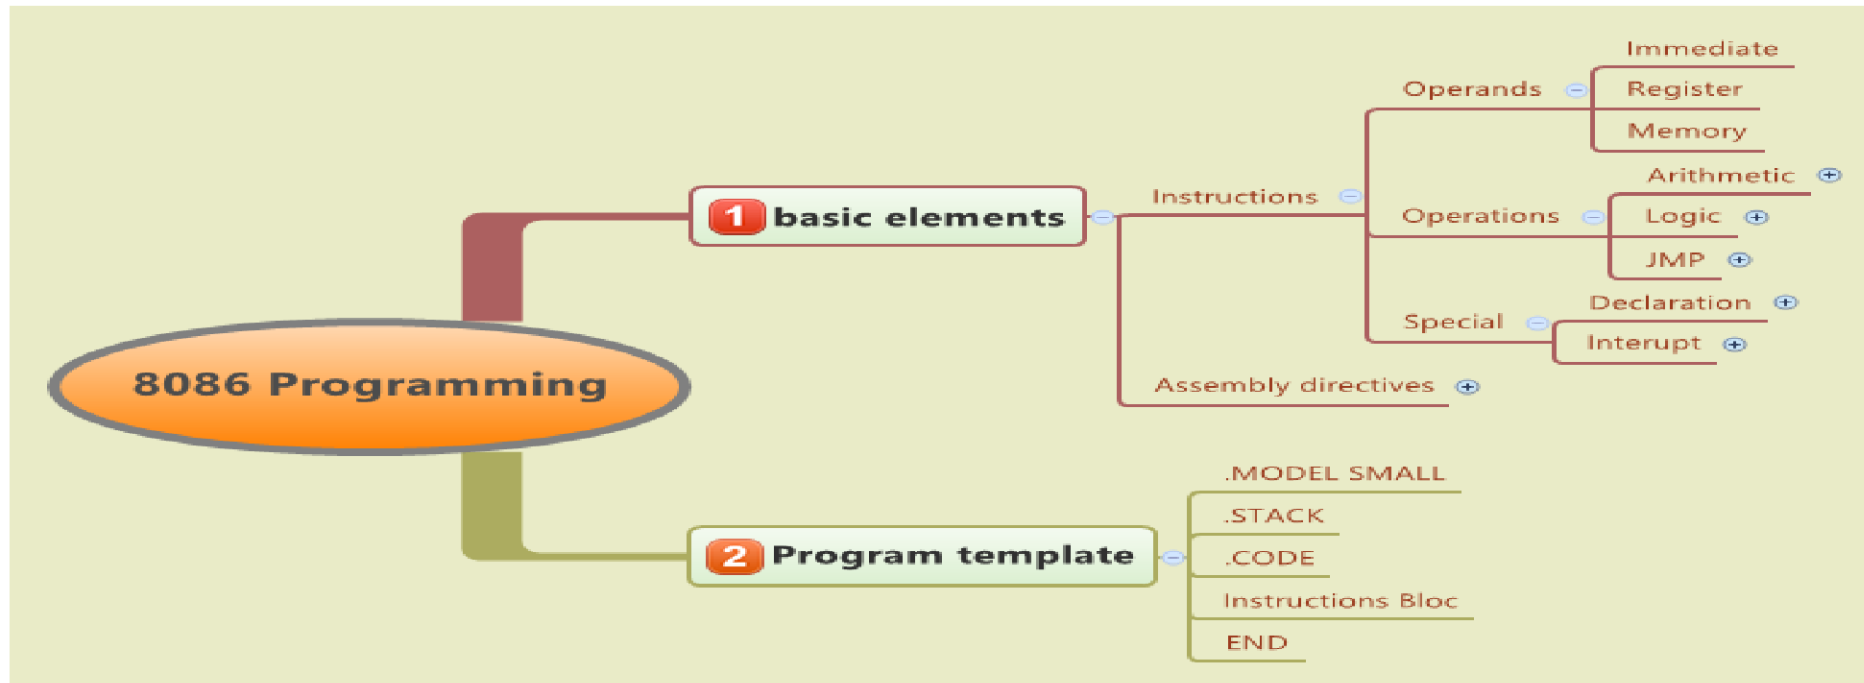 Immediate
Operands
Register
Memory
Arithmetic
Instructions
Operations
Logic
1 basic elements
JMP
Declaration
Special
Interupt
8086 Programming
Assembly directives
.MODEL SMALL
.STACK
2 Program template
.CODE
Instructions Bloc
END